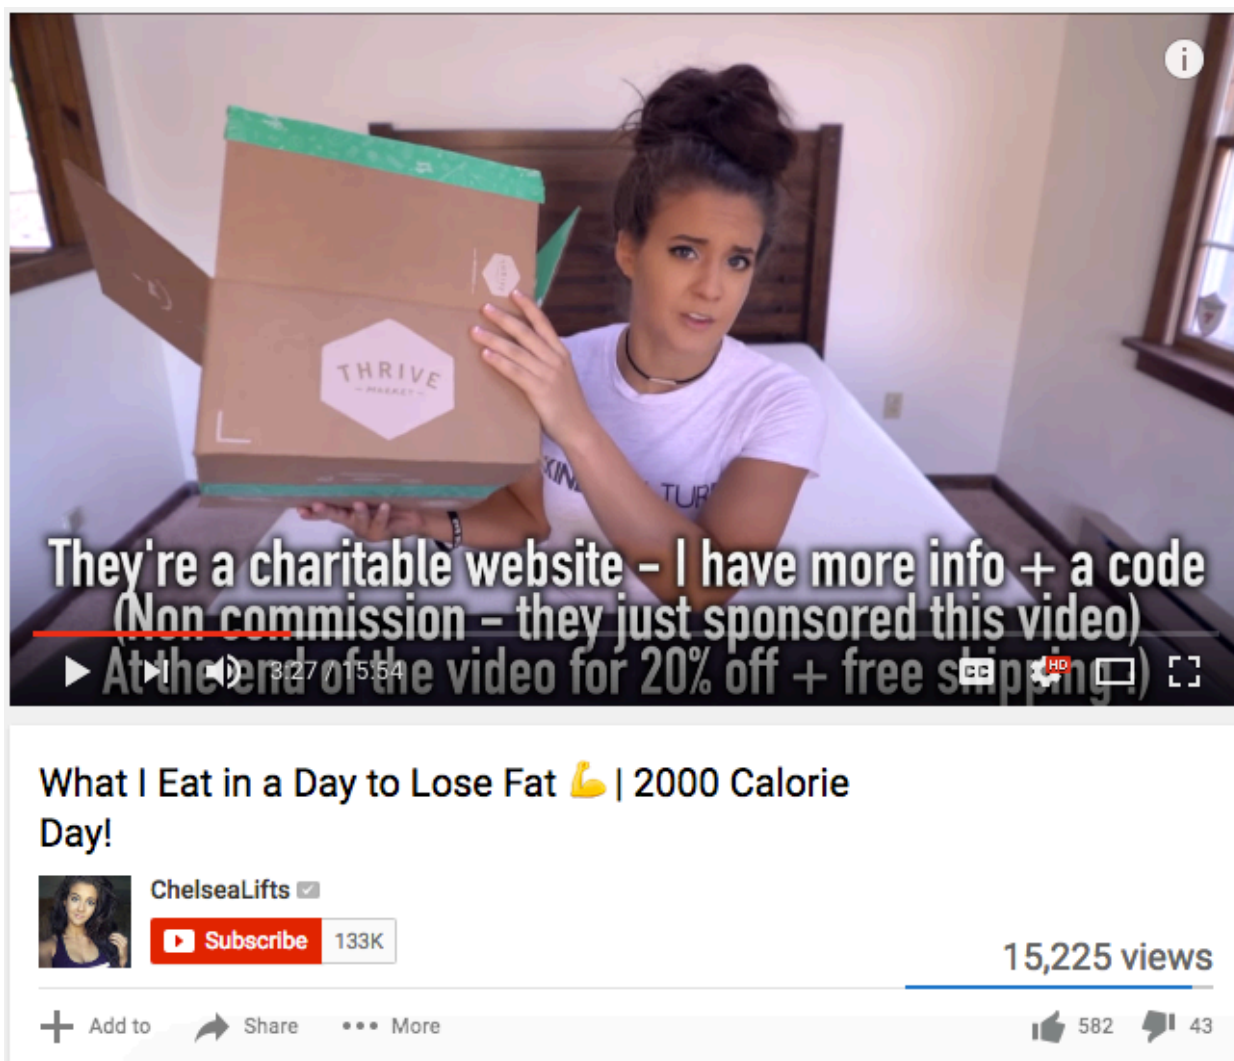 i
THRIVE
MARKET
They're a charitable website – I have more info + a code
(Non commission – they just sponsored this video)
At the end of the video for 20% off + free shipping :)
3:27 / 15:54
CC
HD
What I Eat in a Day to Lose Fat 💪 | 2000 Calorie
Day!
ChelseaLifts
Subscribe 133K
15,225 views
Add to Share More 582 43